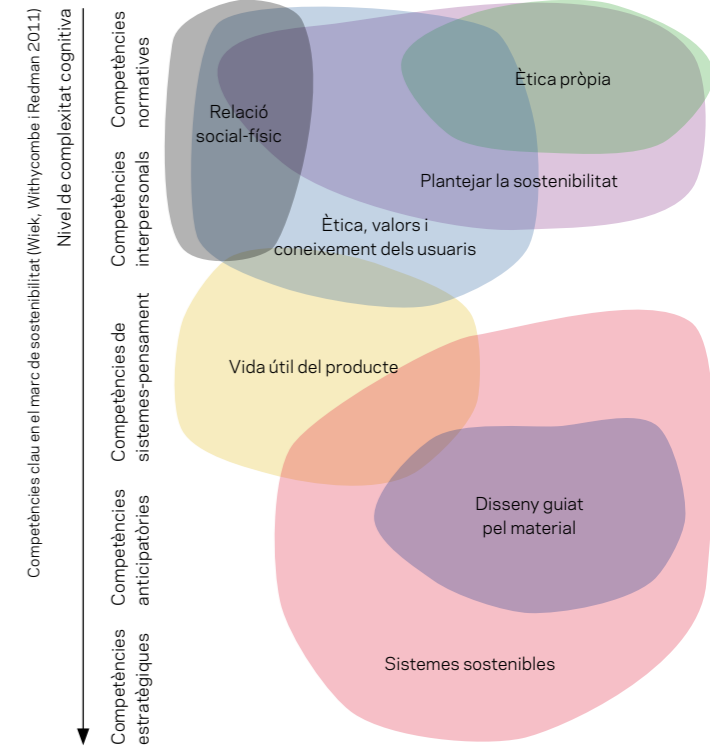 Competències clau en el marc de sostenibilitat (Wiek, Withycombe i Redman 2011)
Nivel de complexitat cognitiva
Competències
normatives
Competències
interpersonals
Competències de
sistemes-pensament
Competències
anticipatòries
Competències
estratègiques
Relació
social-físic
Ètica pròpia
Plantejar la sostenibilitat
Ètica, valors i
coneixement dels usuaris
Vida útil del producte
Disseny guiat
pel material
Sistemes sostenibles